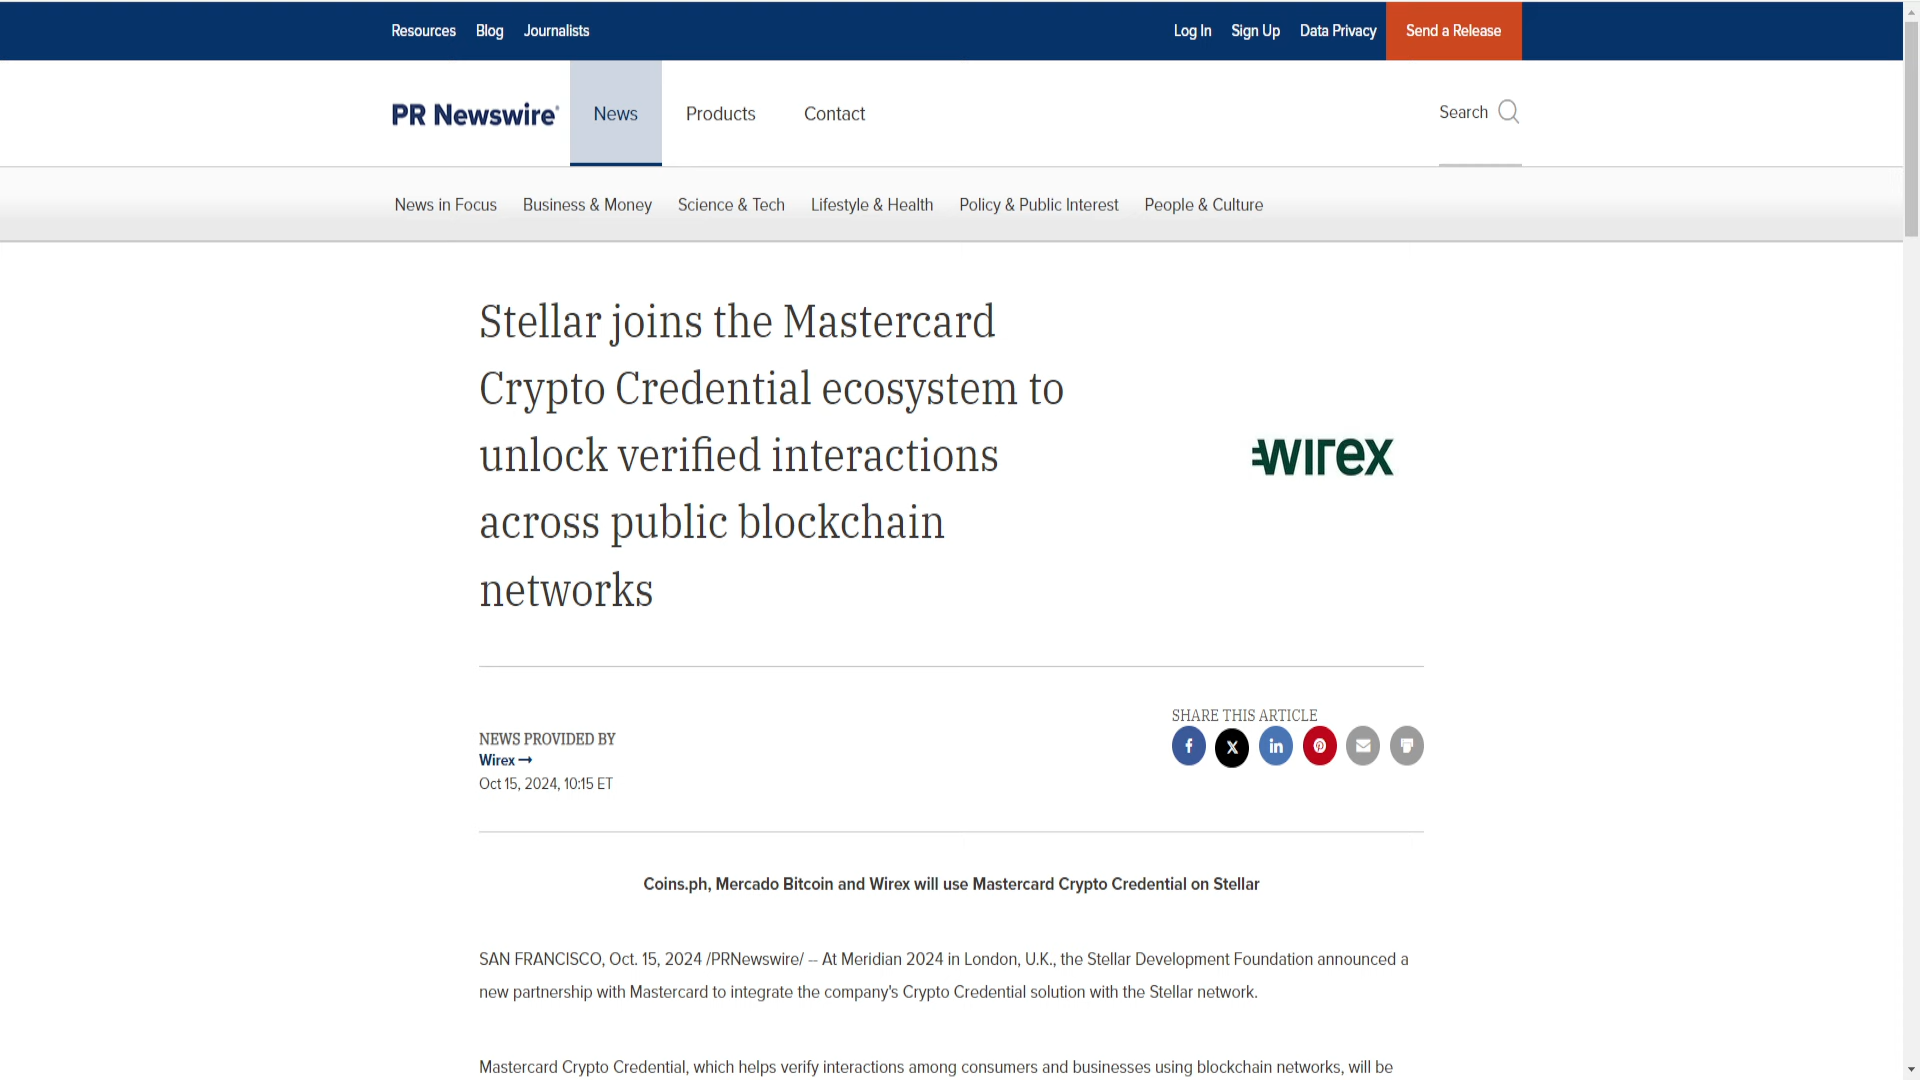 Resources Blog Journalists Log In Sign Up Data Privacy Send a Release
PR Newswire® News Products Contact Search
News in Focus Business & Money Science & Tech Lifestyle & Health Policy & Public Interest People & Culture
Stellar joins the Mastercard
Crypto Credential ecosystem to
unlock verified interactions
across public blockchain
networks
wirex
SHARE THIS ARTICLE
NEWS PROVIDED BY
Wirex
Oct 15, 2024, 10:15 ET
Coins.ph, Mercado Bitcoin and Wirex will use Mastercard Crypto Credential on Stellar
SAN FRANCISCO, Oct. 15, 2024 /PRNewswire/ -- At Meridian 2024 in London, U.K., the Stellar Development Foundation announced a
new partnership with Mastercard to integrate the company's Crypto Credential solution with the Stellar network.
Mastercard Crypto Credential, which helps verify interactions among consumers and businesses using blockchain networks, will be